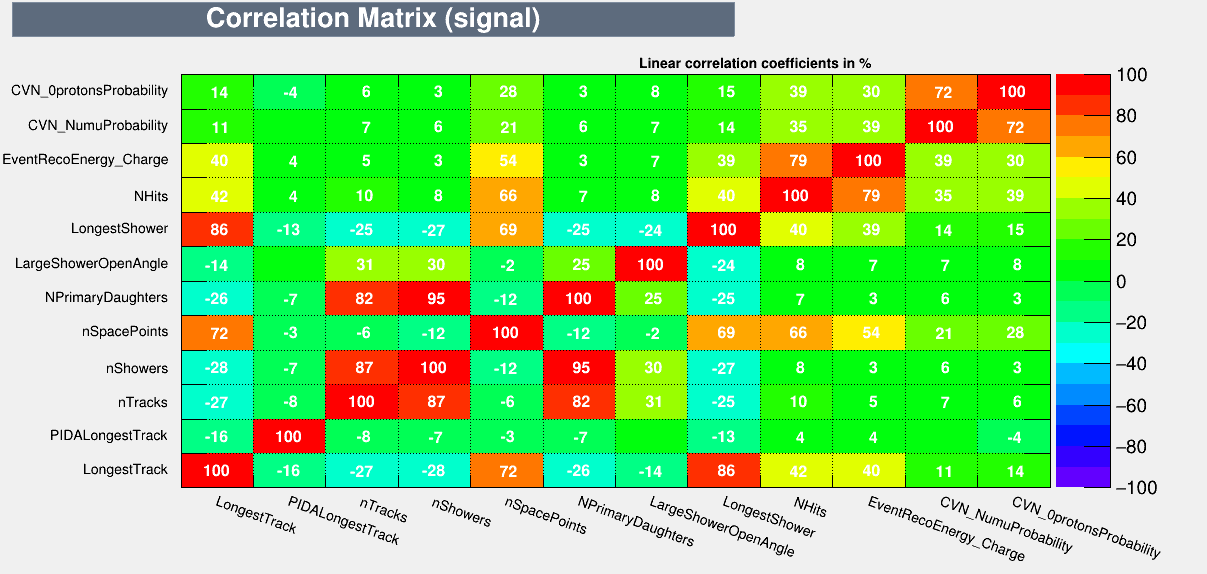 Correlation Matrix (signal)
Linear correlation coefficients in %
CVN_0protonsProbability 14 -4 6 3 28 3 8 15 39 30 72 100
CVN_NumuProbability 11 7 6 21 6 7 14 35 39 100 72
EventRecoEnergy_Charge 40 4 5 3 54 3 7 39 79 100 39 30
NHits 42 4 10 8 66 7 8 40 100 79 35 39
LongestShower 86 -13 -25 -27 69 -25 -24 100 40 39 14 15
LargeShowerOpenAngle -14 31 30 -2 25 100 -24 8 7 7 8
NPrimaryDaughters -26 -7 82 95 -12 100 25 -25 7 3 6 3
nSpacePoints 72 -3 -6 -12 100 -12 -2 69 66 54 21 28
nShowers -28 -7 87 100 -12 95 30 -27 8 3 6 3
nTracks -27 -8 100 87 -6 82 31 -25 10 5 7 6
PIDALongestTrack -16 100 -8 -7 -3 -7 -13 4 4 -4
LongestTrack 100 -16 -27 -28 72 -26 -14 86 42 40 11 14
LongestTrack PIDALongestTrack nTracks nShowers nSpacePoints NPrimaryDaughters LargeShowerOpenAngle LongestShower NHits EventRecoEnergy_Charge CVN_NumuProbability CVN_0protonsProbability
100
80
60
40
20
0
−20
−40
−60
−80
−100